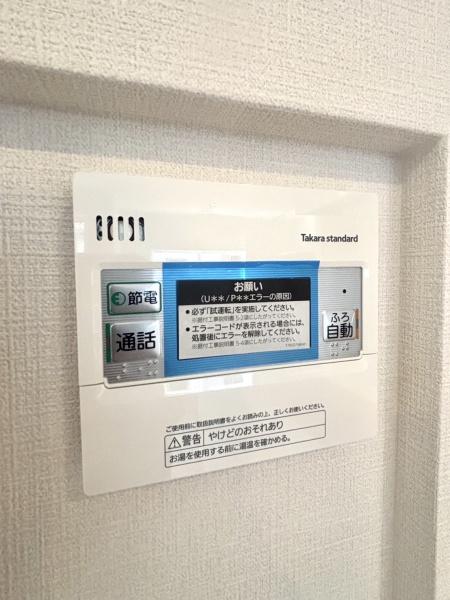 Takara standard
お願い
(U**/P**エラーの原因)
●必ず「試運転」を実施してください。
●エラーコードが表示される場合には、
処置後にエラーを解除してください。
節電
通話
ふろ
自動
ご使用前に取扱説明書をよくお読みの上、正しくお使いください。
⚠警告 やけどのおそれあり
お湯を使用する前に湯温を確かめる。